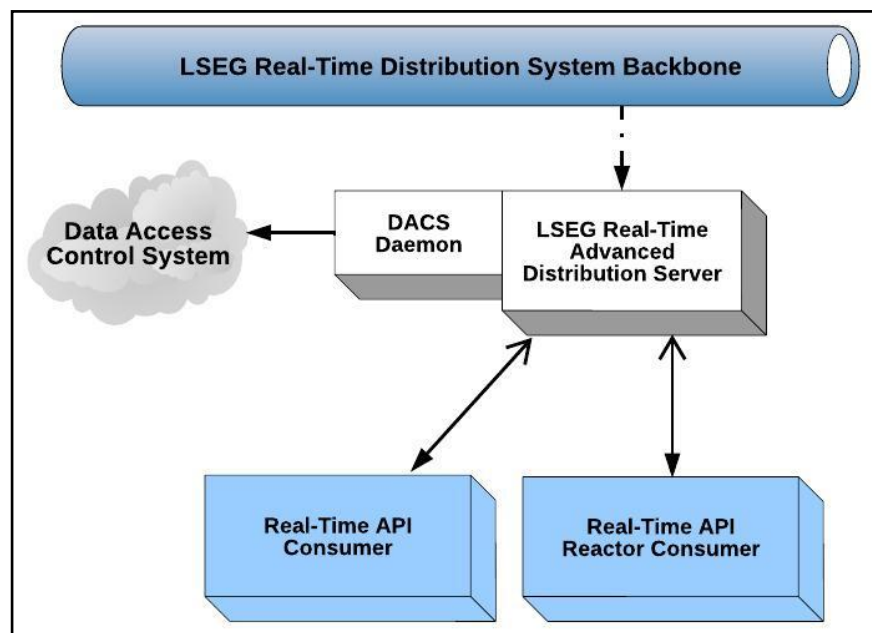 LSEG Real-Time Distribution System Backbone
DACS
Daemon
LSEG Real-Time
Advanced
Distribution Server
Data Access
Control System
Real-Time API
Consumer
Real-Time API
Reactor Consumer